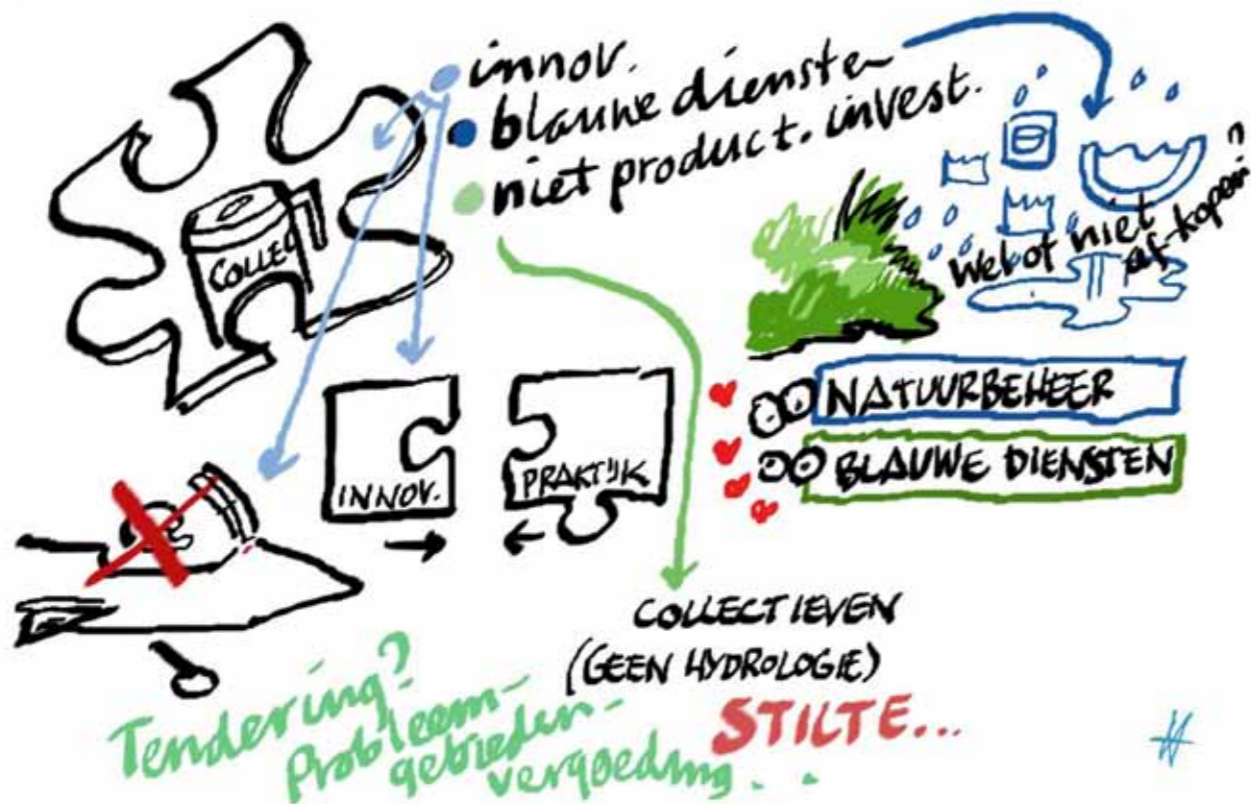 innov.
blauwe diensten
niet product. invest.
COLLEC
Wel of niet
af-kopen?
INNOV.
PRAKTIJK
NATUURBEHEER
BLAUWE DIENSTEN
COLLECTIEVEN
(GEEN HYDROLOGIE)
STILTE...
Tendering?
Probleem-
gebieden-
vergoeding...